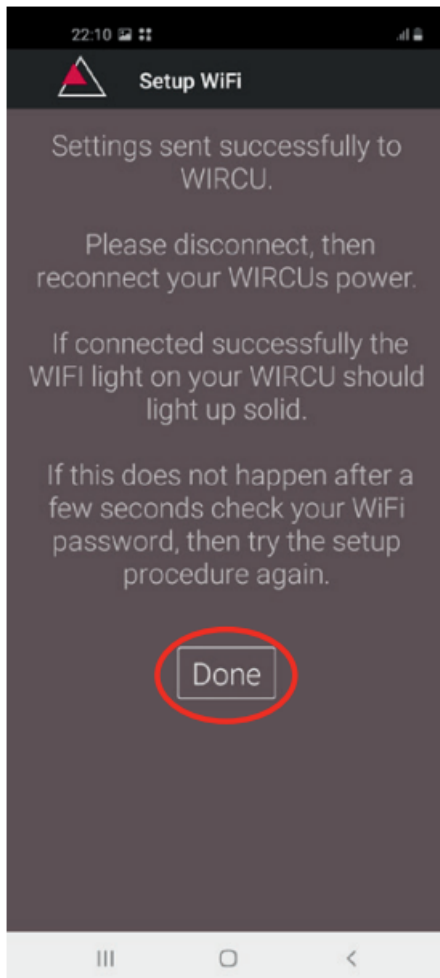 22:10
Setup WiFi
Settings sent successfully to
WIRCU.
Please disconnect, then
reconnect your WIRCUs power.
If connected successfully the
WIFI light on your WIRCU should
light up solid.
If this does not happen after a
few seconds check your WiFi
password, then try the setup
procedure again.
Done